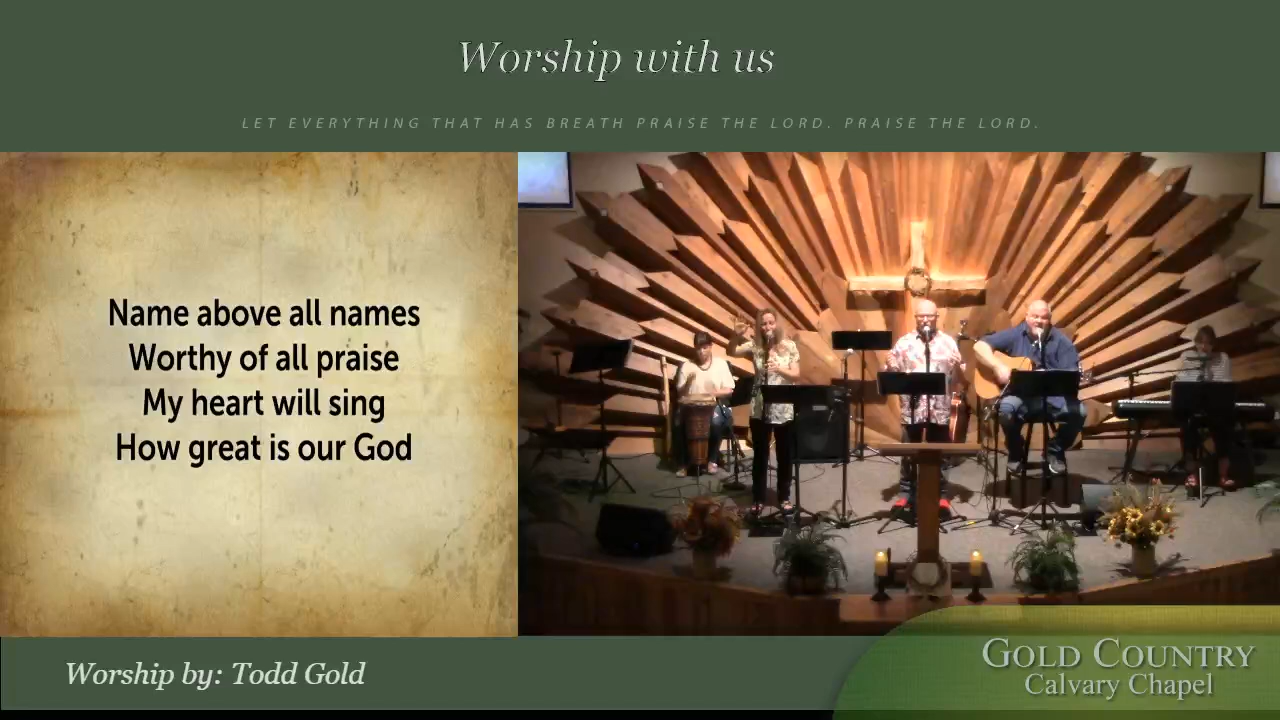 Worship with us
LET EVERYTHING THAT HAS BREATH PRAISE THE LORD. PRAISE THE LORD.
Name above all names
Worthy of all praise
My heart will sing
How great is our God
Worship by: Todd Gold
GOLD COUNTRY
Calvary Chapel